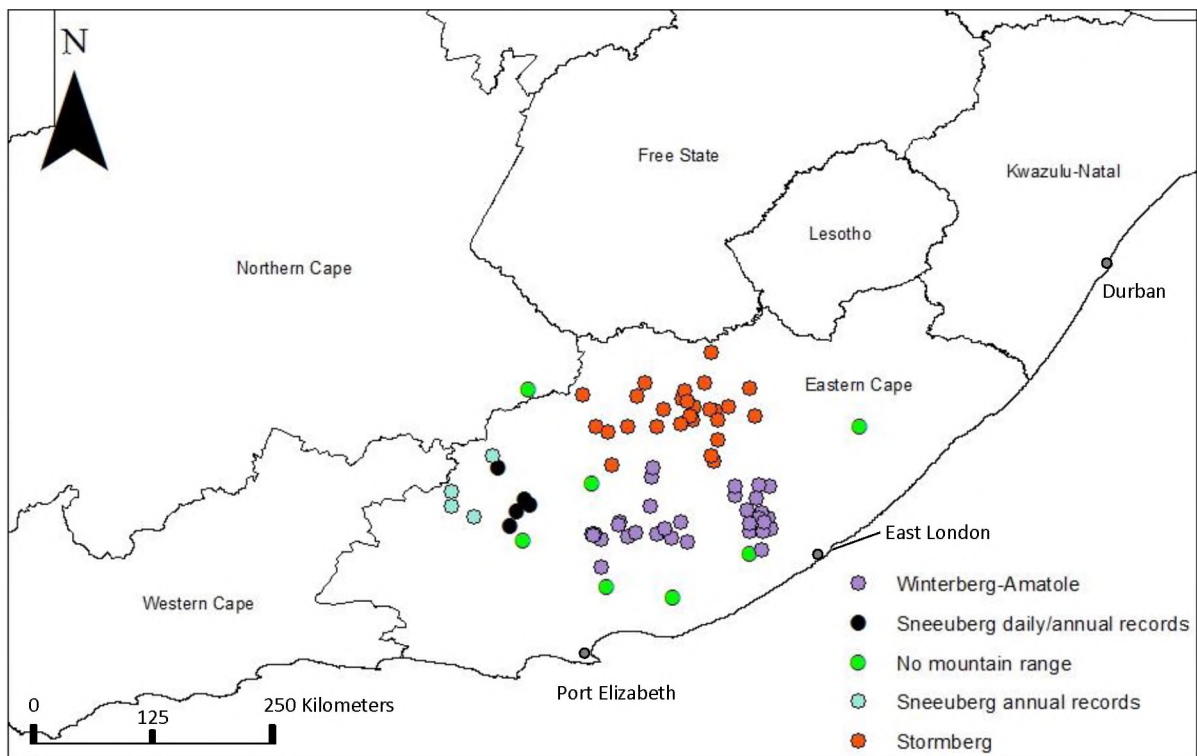 N
Free State
Kwazulu-Natal
Lesotho
Northern Cape
Durban
Eastern Cape
East London
Winterberg-Amatole
Western Cape
Sneeuberg daily/annual records
No mountain range
Port Elizabeth
Sneeuberg annual records
0
125
250 Kilometers
Stormberg